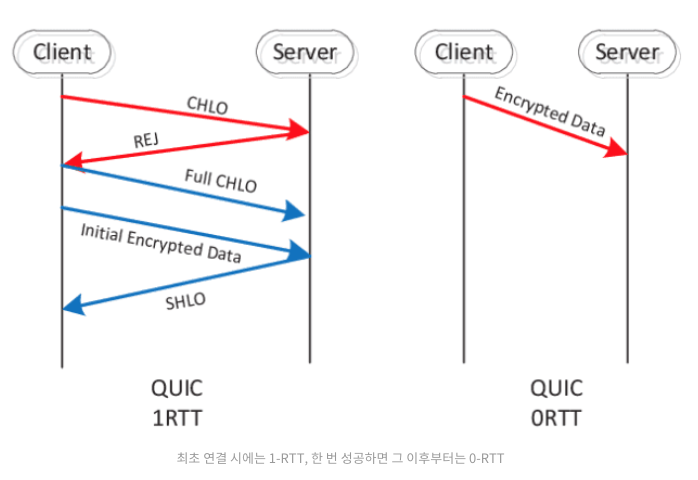 Client
Server
CHLO
REJ
Full CHLO
Initial Encrypted Data
SHLO
QUIC
1RTT
Client
Server
Encrypted Data
QUIC
0RTT
최초 연결 시에는 1-RTT, 한 번 성공하면 그 이후부터는 0-RTT